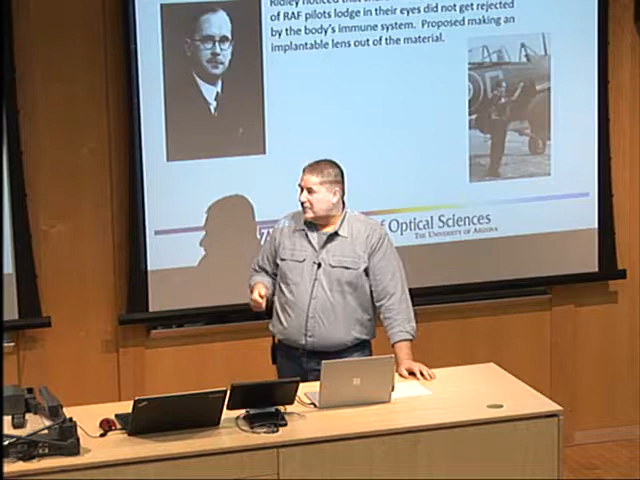 Ridley noticed that
of RAF pilots lodge in their eyes did not get rejected
by the body's immune system. Proposed making an
implantable lens out of the material.
of Optical Sciences
THE UNIVERSITY OF ARIZONA